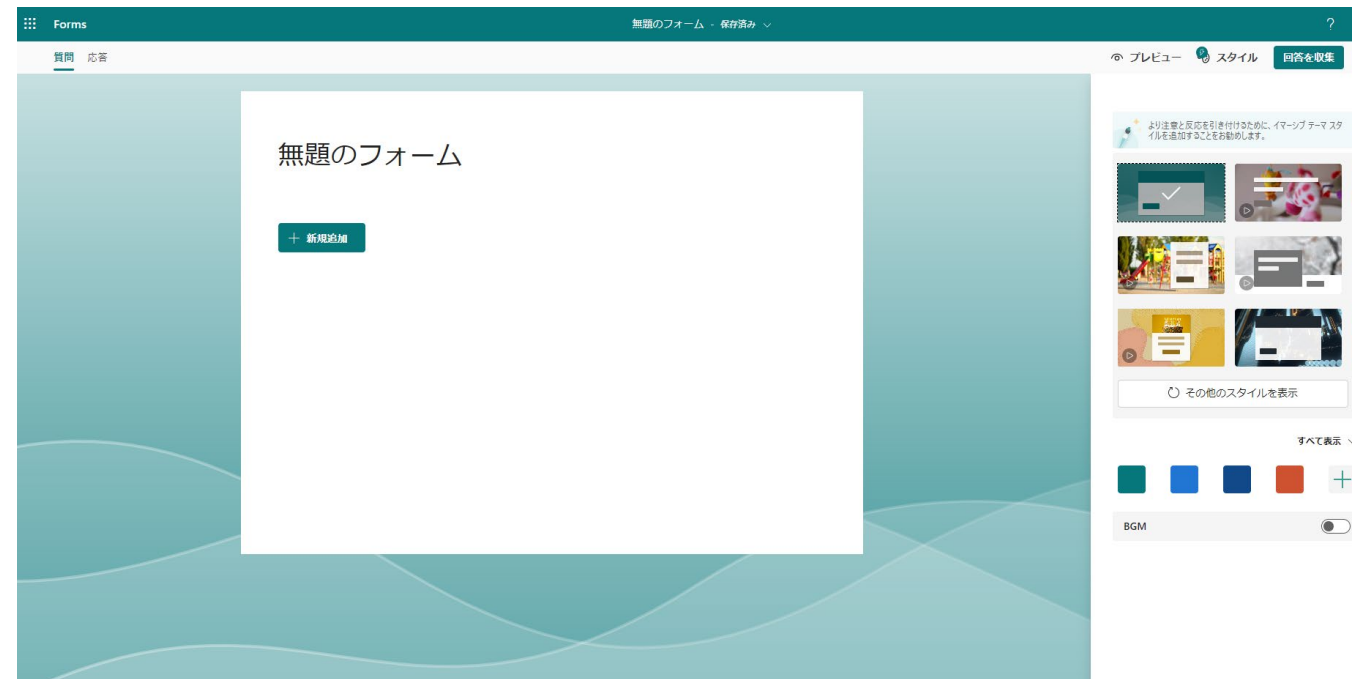 Forms
無題のフォーム - 保存済み
?
質問 応答
プレビュー スタイル 回答を収集
無題のフォーム
新規追加
より注意と反応を引き付けるために、イマーシブ テーマ スタ
イルを追加することをお勧めします。
その他のスタイルを表示
すべて表示
BGM